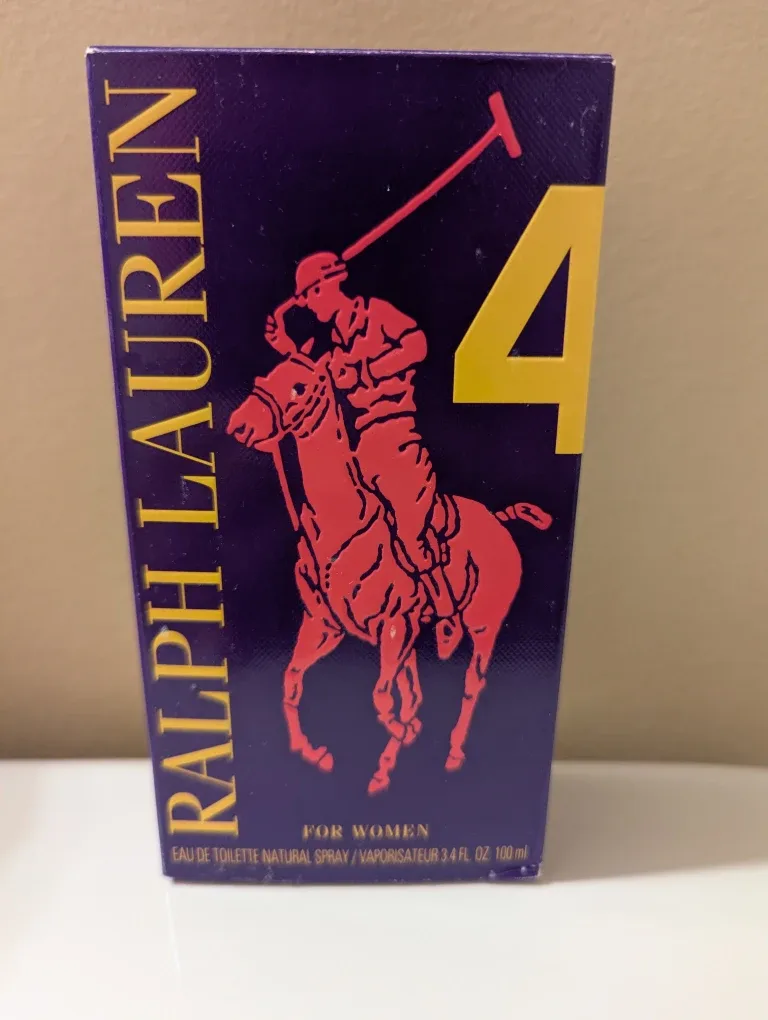 RALPH LAUREN
4
FOR WOMEN
EAU DE TOILETTE NATURAL SPRAY / VAPORISATEUR 3.4 FL OZ 100 ml